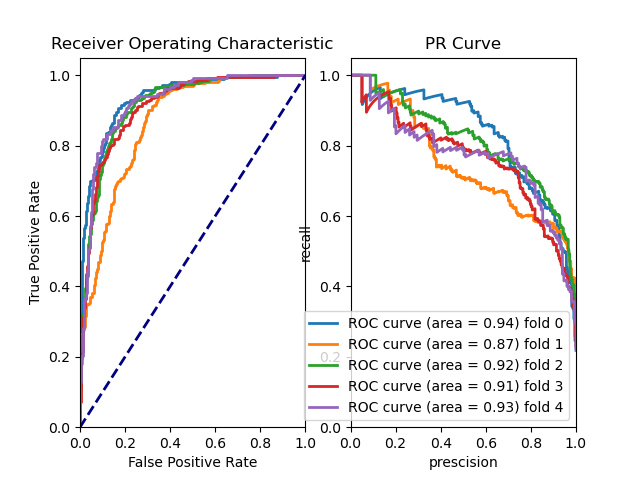 Receiver Operating Characteristic
PR Curve
True Positive Rate
1.0
0.8
0.6
0.4
0.2
0.0
0.0 0.2 0.4 0.6 0.8 1.0
False Positive Rate
recall
1.0
0.8
0.6
0.4
0.2
0.0
0.0 0.2 0.4 0.6 0.8 1.0
prescision
ROC curve (area = 0.94) fold 0
ROC curve (area = 0.87) fold 1
ROC curve (area = 0.92) fold 2
ROC curve (area = 0.91) fold 3
ROC curve (area = 0.93) fold 4